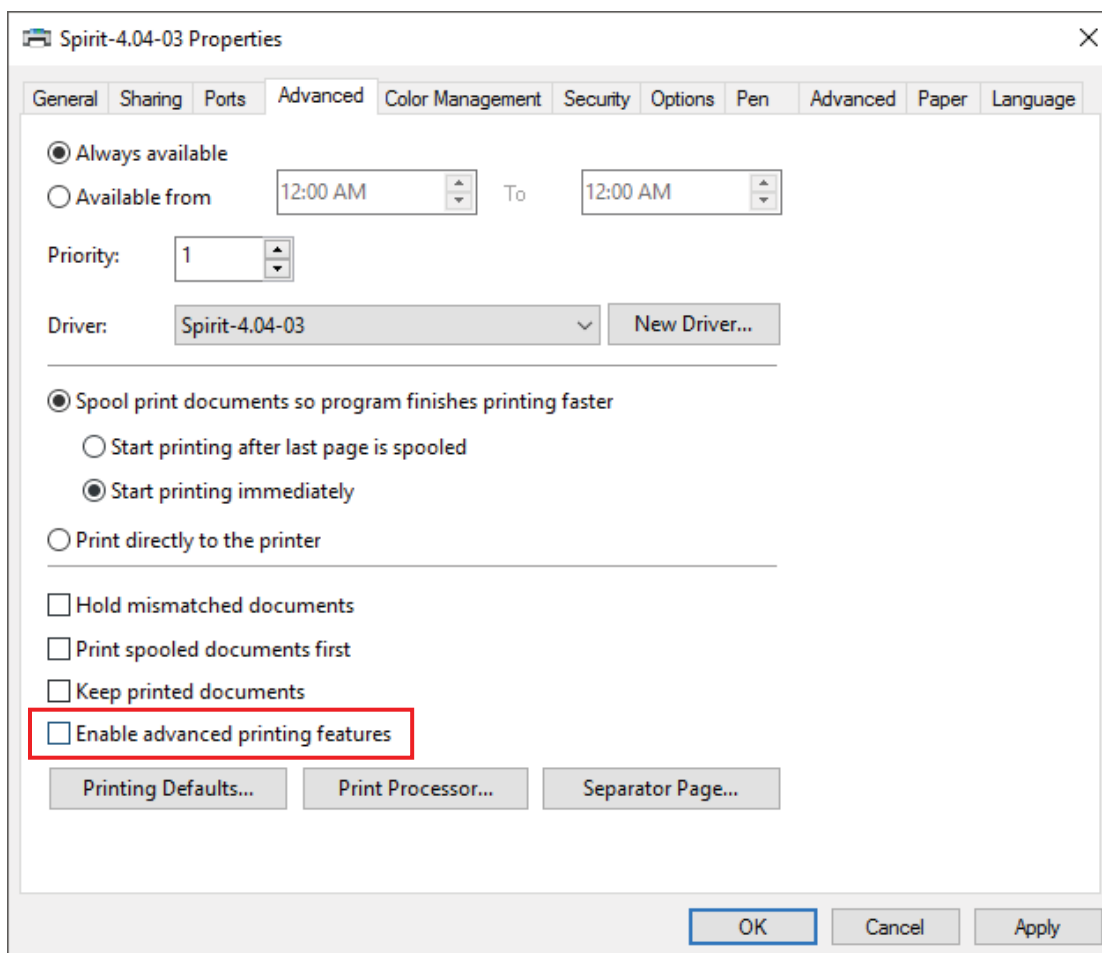 Spirit-4.04-03 Properties
General Sharing Ports Advanced Color Management Security Options Pen Advanced Paper Language
Always available
Available from 12:00 AM To 12:00 AM
Priority: 1
Driver: Spirit-4.04-03 New Driver...
Spool print documents so program finishes printing faster
Start printing after last page is spooled
Start printing immediately
Print directly to the printer
Hold mismatched documents
Print spooled documents first
Keep printed documents
Enable advanced printing features
Printing Defaults... Print Processor... Separator Page...
OK Cancel Apply